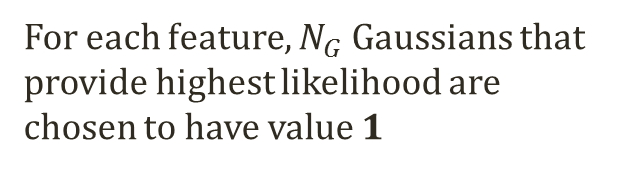 For each feature, N_G Gaussians that
provide highest likelihood are
chosen to have value 1